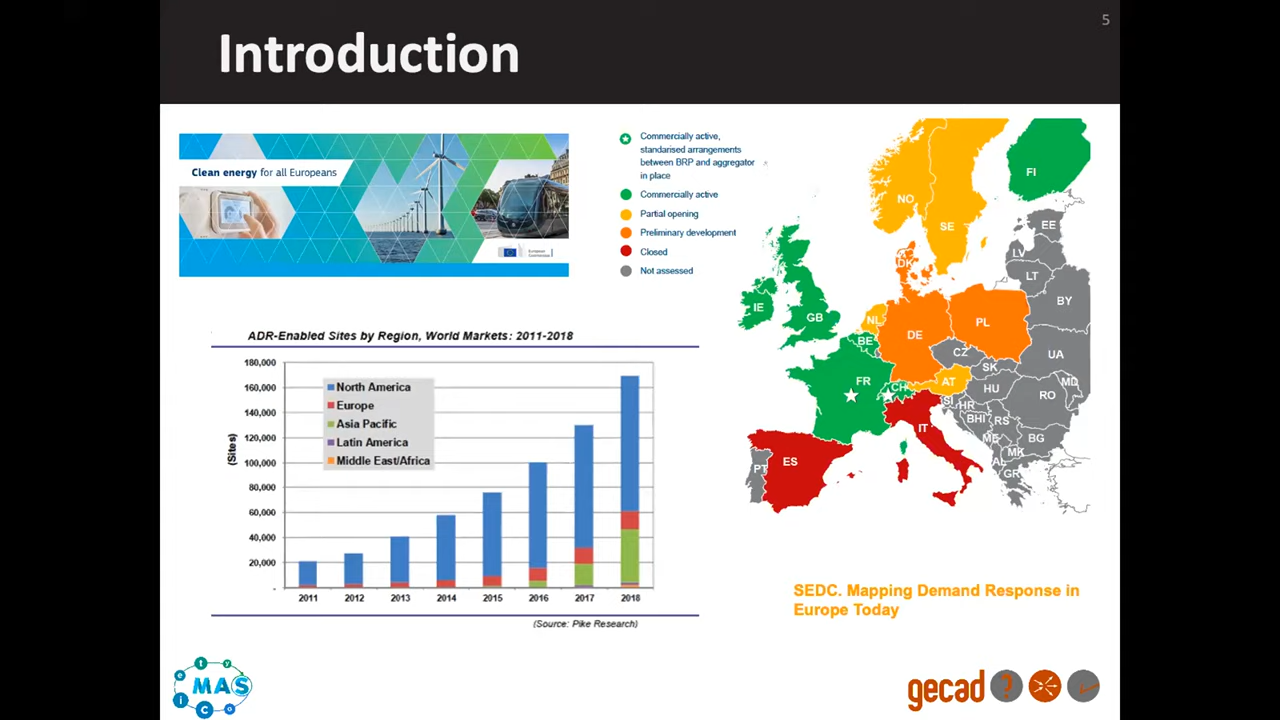 5
Introduction
Clean energy for all Europeans
European
Commission
Commercially active,
standarised arrangements
between BRP and aggregator
in place
Commercially active
Partial opening
Preliminary development
Closed
Not assessed
FI
NO
SE
EE
LV
LT
DK
BY
IE
GB
NL
DE
PL
BE
CZ
UA
SK
FR
CH
AT
HU
MD
RO
SI
HR
BHI
RS
IT
ME
BG
MK
AL
GR
PT
ES
ADR-Enabled Sites by Region, World Markets: 2011-2018
180,000
160,000
140,000
120,000
100,000
80,000
60,000
40,000
20,000
-
(Sites)
North America
Europe
Asia Pacific
Latin America
Middle East/Africa
2011 2012 2013 2014 2015 2016 2017 2018
(Source: Pike Research)
SEDC. Mapping Demand Response in
Europe Today
MAS
S o c i e t y
gecad